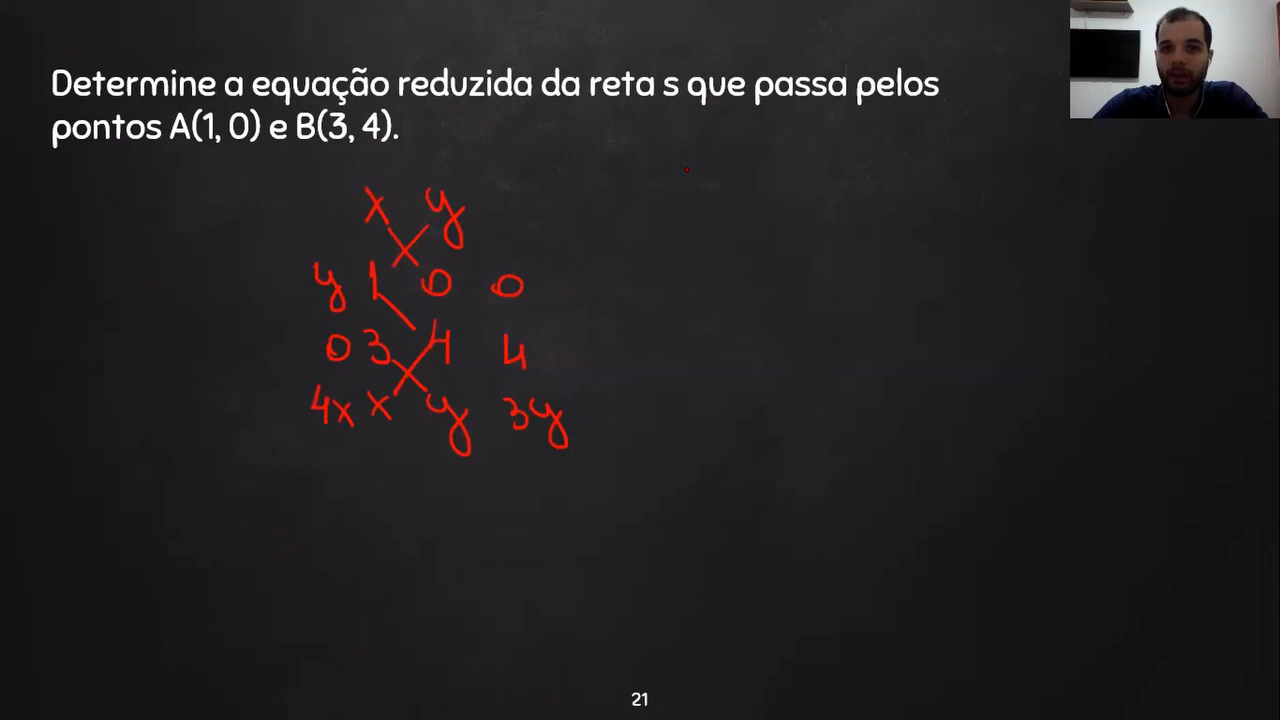 Determine a equação reduzida da reta s que passa pelos
pontos A(1, 0) e B(3, 4).
x y
y 1 0 0
0 3 4 4
4x x y 3y
21